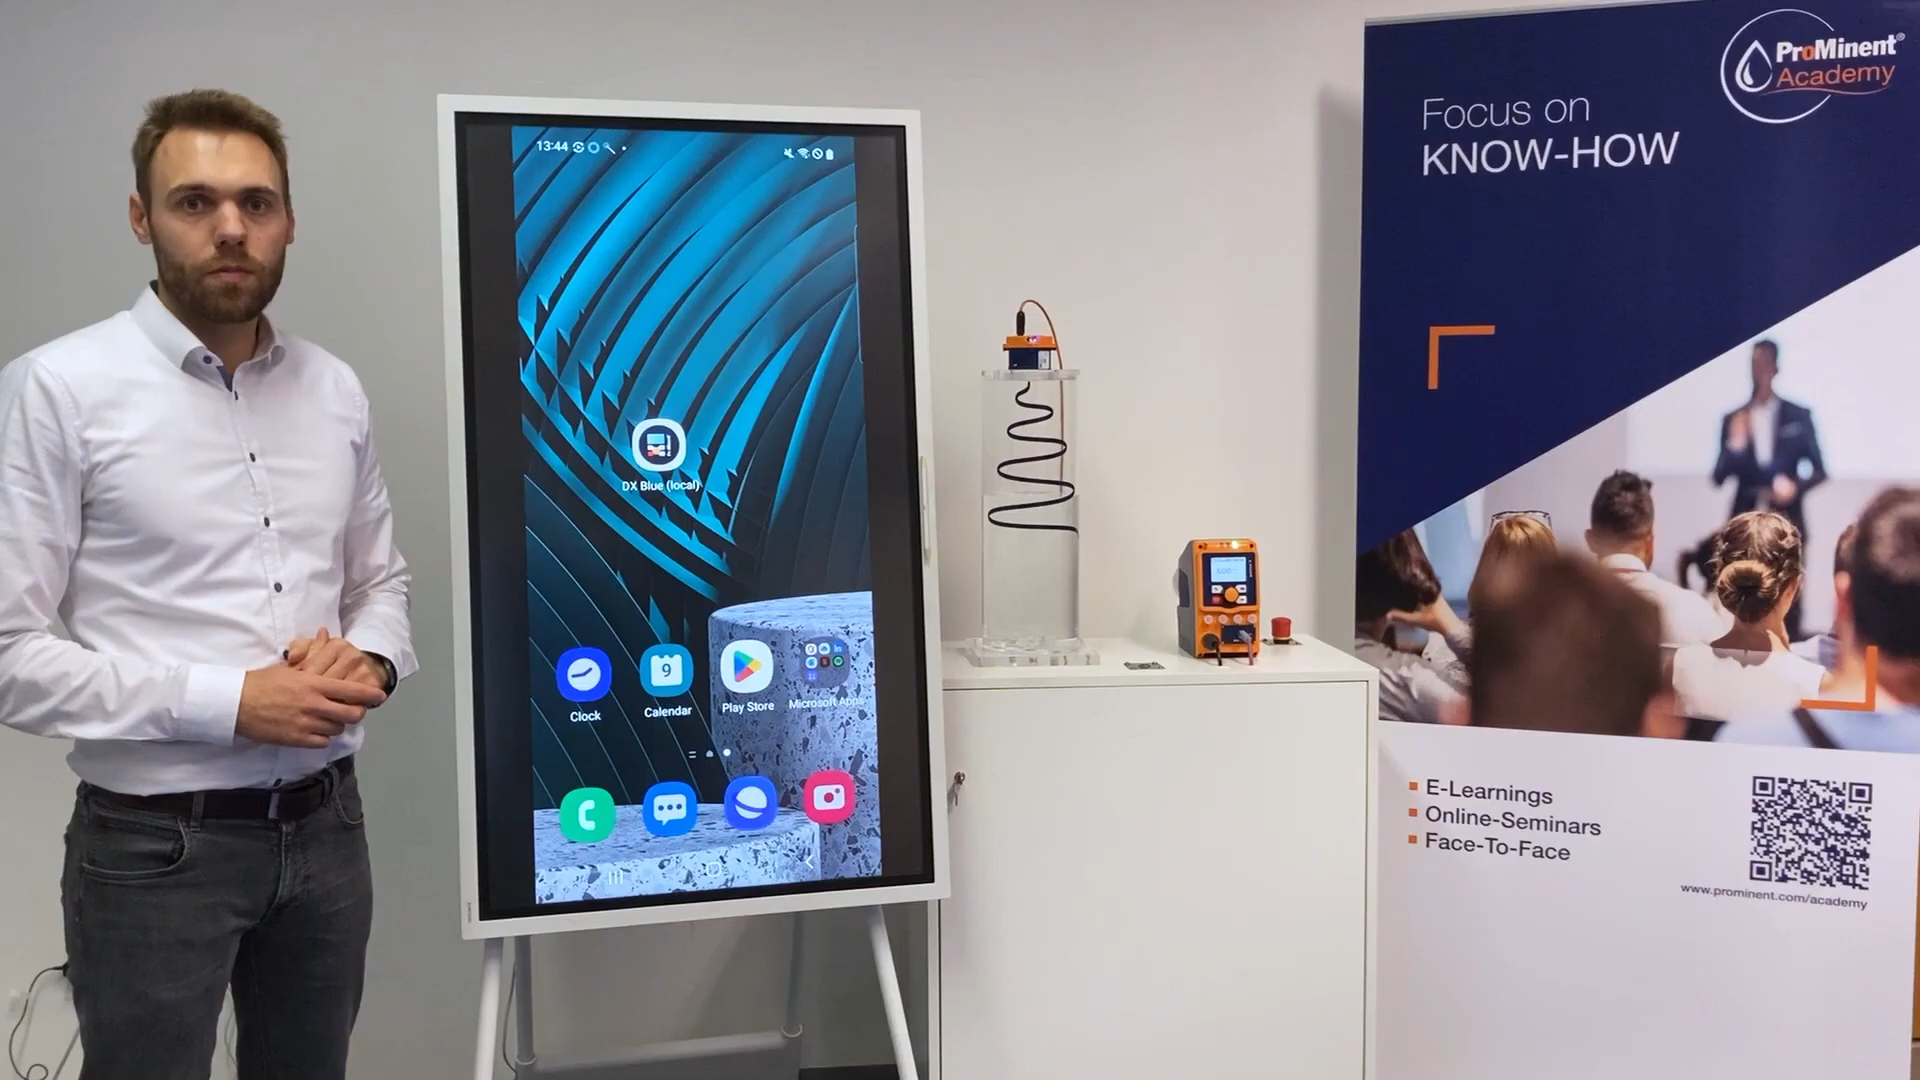 13:44
DX Blue (local)
9
Clock
Calendar
Play Store
Microsoft Apps
ProMinent®
Academy
Focus on
KNOW-HOW
E-Learnings
Online-Seminars
Face-To-Face
www.prominent.com/academy